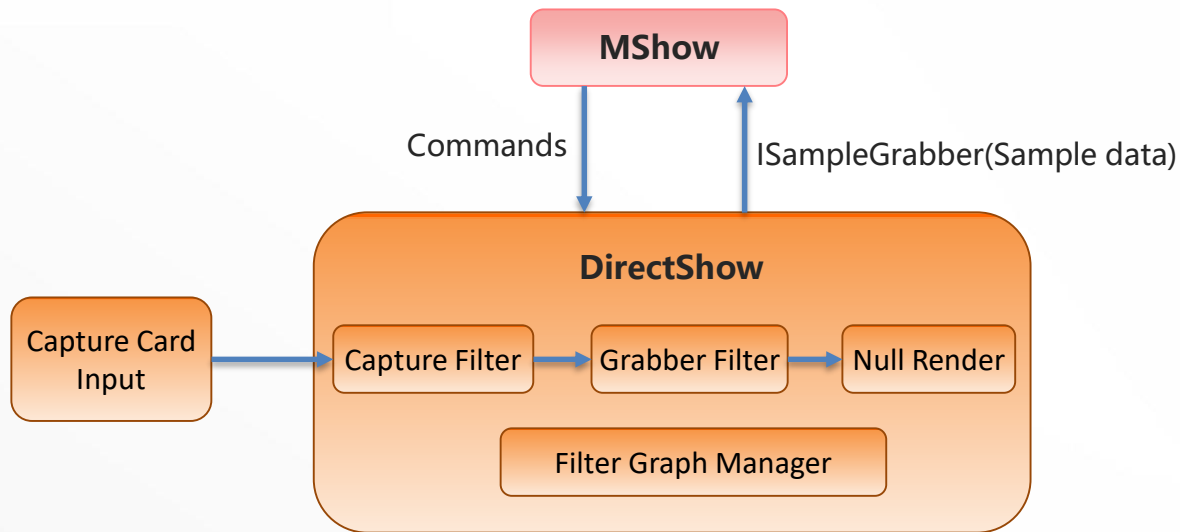 MShow
Commands
ISampleGrabber(Sample data)
DirectShow
Capture Card
Input
Capture Filter
Grabber Filter
Null Render
Filter Graph Manager